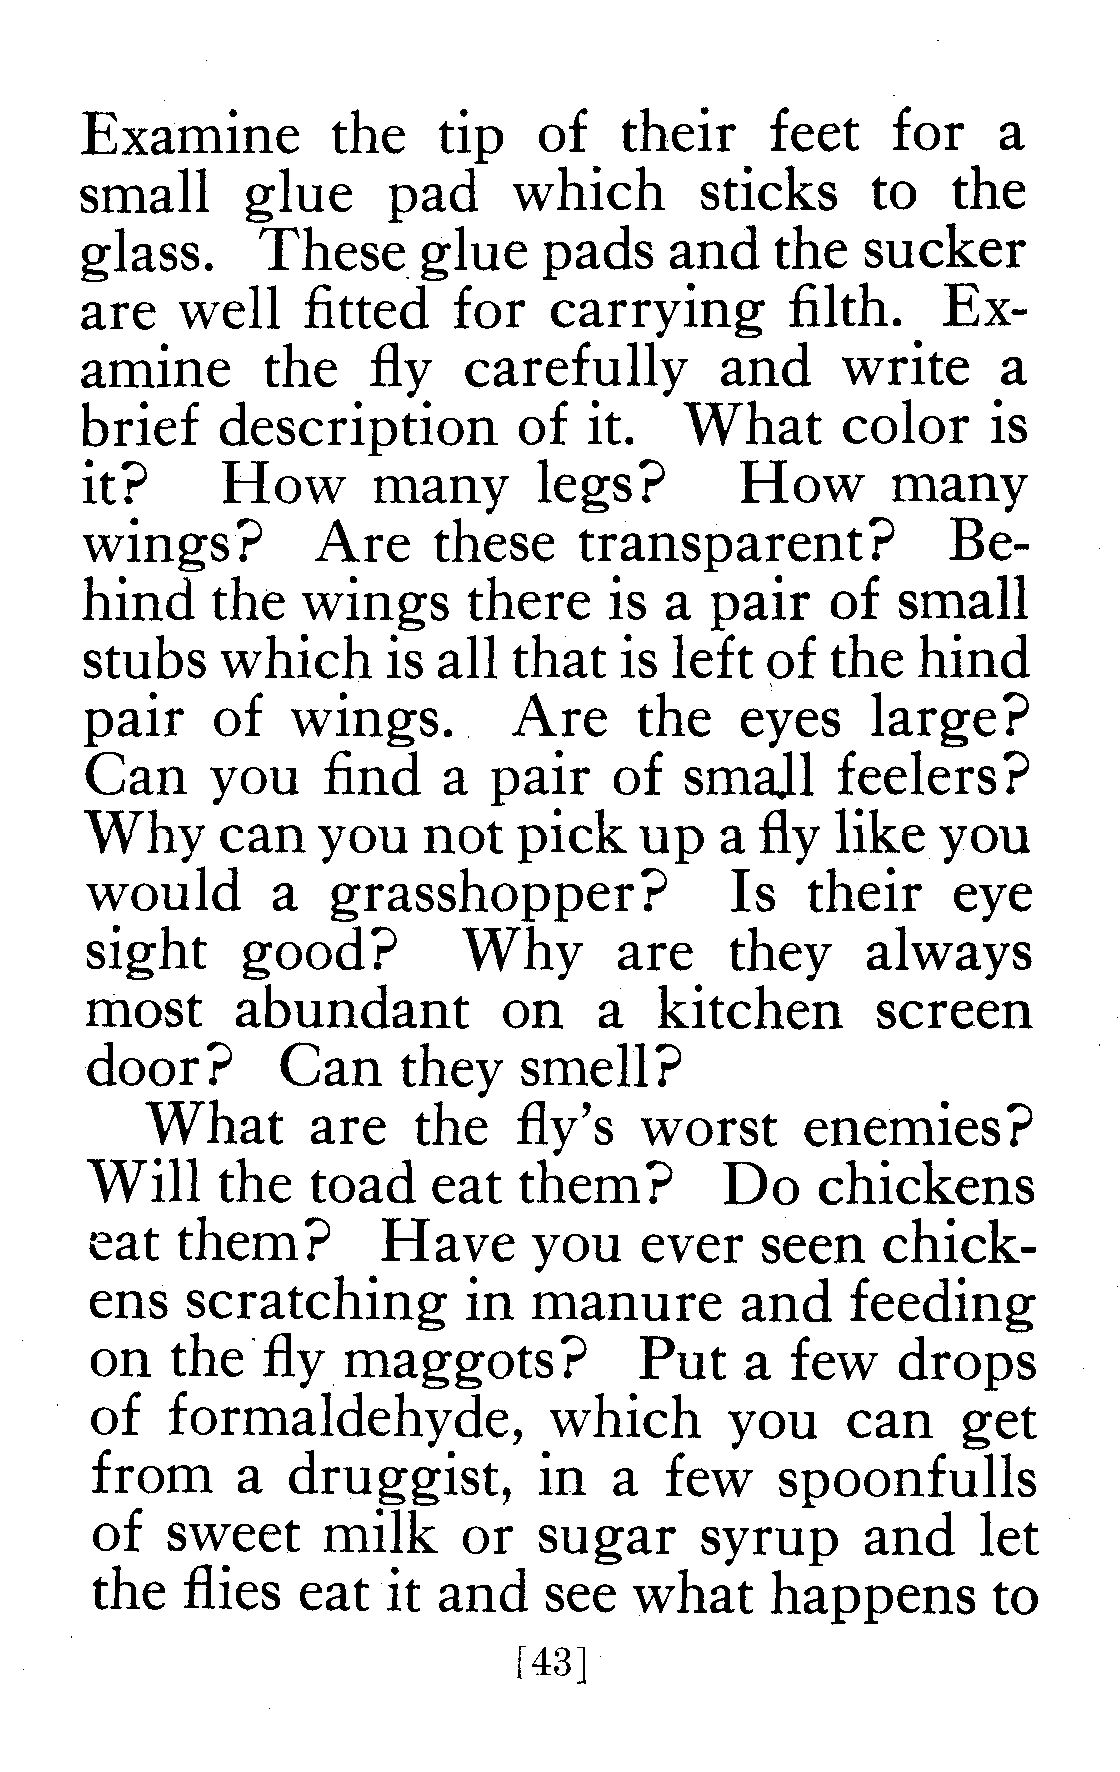 Examine the tip of their feet for a
small glue pad which sticks to the
glass. These glue pads and the sucker
are well fitted for carrying filth. Ex-
amine the fly carefully and write a
brief description of it. What color is
it? How many legs? How many
wings? Are these transparent? Be-
hind the wings there is a pair of small
stubs which is all that is left of the hind
pair of wings. Are the eyes large?
Can you find a pair of small feelers?
Why can you not pick up a fly like you
would a grasshopper? Is their eye
sight good? Why are they always
most abundant on a kitchen screen
door? Can they smell?
What are the fly's worst enemies?
Will the toad eat them? Do chickens
eat them? Have you ever seen chick-
ens scratching in manure and feeding
on the fly maggots? Put a few drops
of formaldehyde, which you can get
from a druggist, in a few spoonfulls
of sweet milk or sugar syrup and let
the flies eat it and see what happens to
[43]